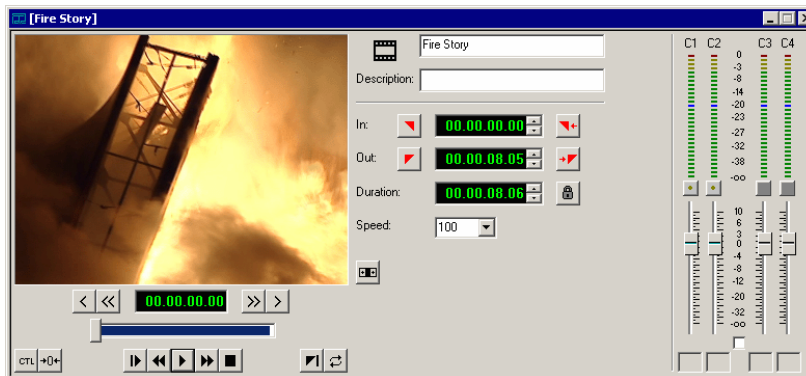 [Fire Story]
Fire Story
Description:
In: 00.00.00.00
Out: 00.00.08.05
Duration: 00.00.08.06
Speed: 100
< << 00.00.00.00 >> >
CTL →0←
C1 C2 C3 C4
0
-3
-8
-14
-20
-23
-27
-32
-38
-oo
10
6
3
0
-4
-8
-12
-20
-32
-oo